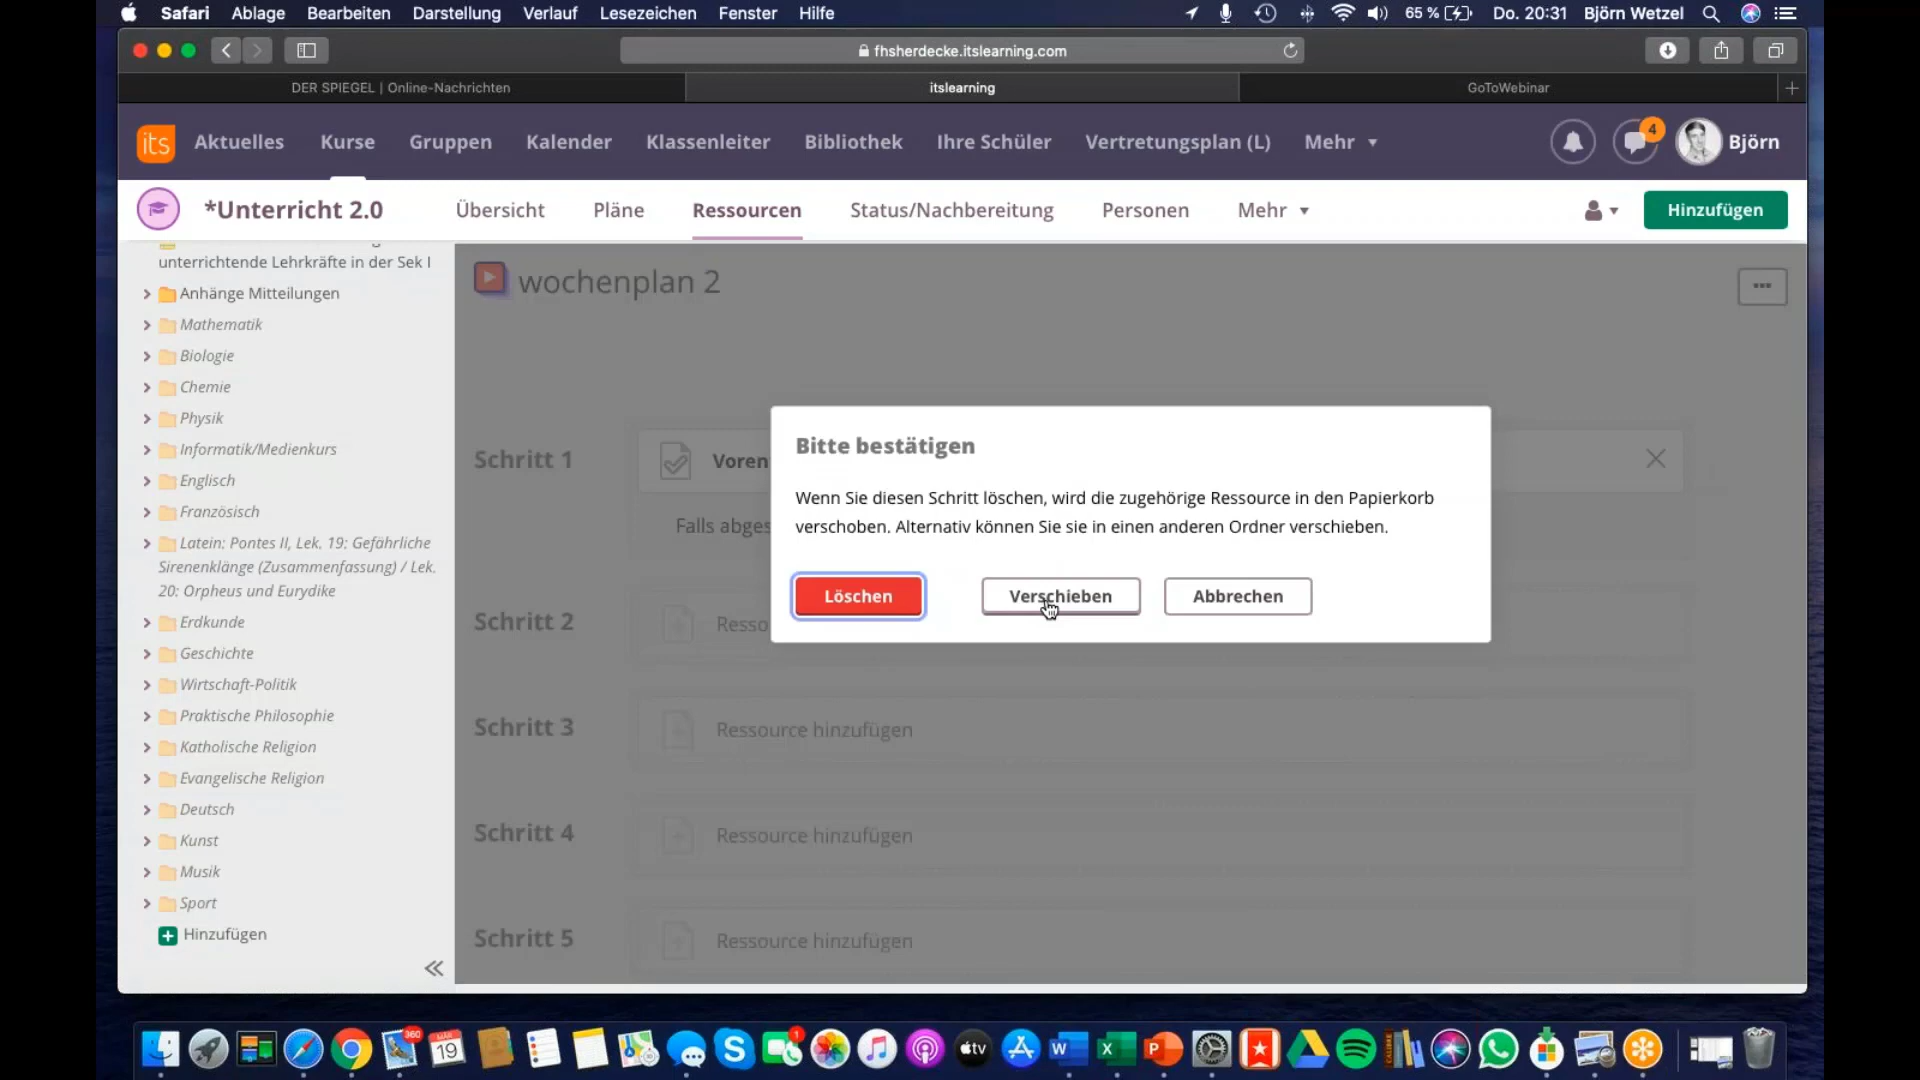 Safari Ablage Bearbeiten Darstellung Verlauf Lesezeichen Fenster Hilfe 65 % Do. 20:31 Björn Wetzel
fhsherdecke.itslearning.com
DER SPIEGEL | Online-Nachrichten itslearning GoToWebinar
its Aktuelles Kurse Gruppen Kalender Klassenleiter Bibliothek Ihre Schüler Vertretungsplan (L) Mehr 4 Björn
*Unterricht 2.0 Übersicht Pläne Ressourcen Status/Nachbereitung Personen Mehr Hinzufügen
unterrichtende Lehrkräfte in der Sek I
Anhänge Mitteilungen
Mathematik
Biologie
Chemie
Physik
Informatik/Medienkurs
Englisch
Französisch
Latein: Pontes II, Lek. 19: Gefährliche
Sirenenklänge (Zusammenfassung) / Lek.
20: Orpheus und Eurydike
Erdkunde
Geschichte
Wirtschaft-Politik
Praktische Philosophie
Katholische Religion
Evangelische Religion
Deutsch
Kunst
Musik
Sport
Hinzufügen
wochenplan 2
Schritt 1 Voren
Falls abges
Bitte bestätigen
Wenn Sie diesen Schritt löschen, wird die zugehörige Ressource in den Papierkorb
verschoben. Alternativ können Sie sie in einen anderen Ordner verschieben.
Löschen Verschieben Abbrechen
Schritt 2 Resso
Schritt 3 Ressource hinzufügen
Schritt 4 Ressource hinzufügen
Schritt 5 Ressource hinzufügen
360 19 1 tv W X P